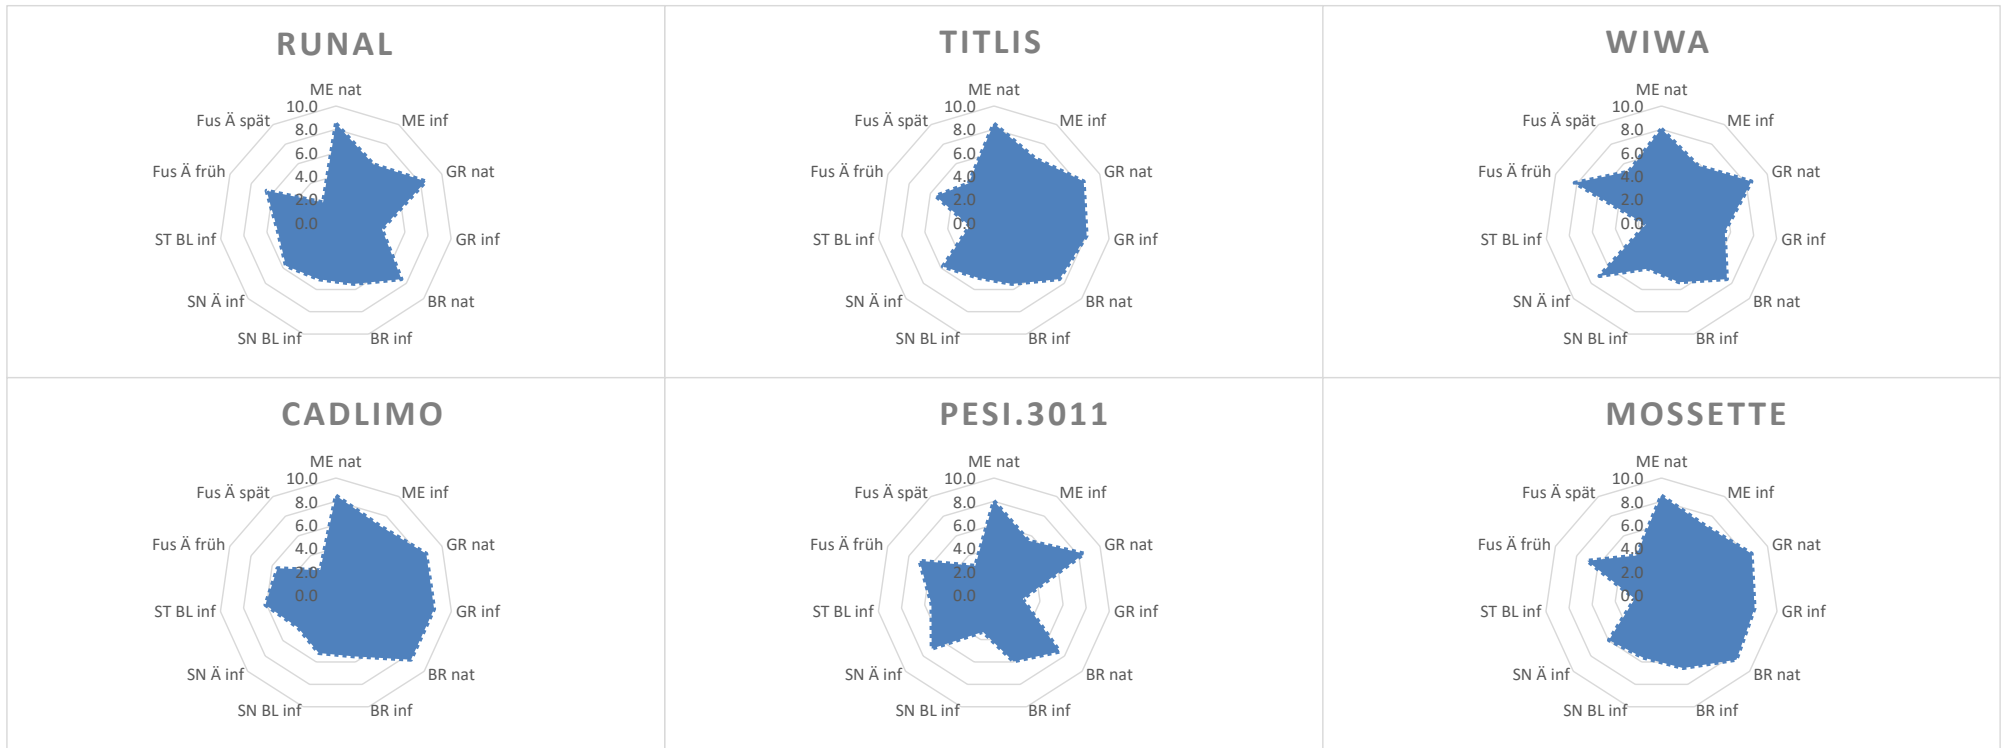 RUNAL
ME nat
ME inf
GR nat
GR inf
BR nat
BR inf
SN BL inf
SN Ä inf
ST BL inf
Fus Ä früh
Fus Ä spät
10.0
8.0
6.0
4.0
2.0
0.0
TITLIS
ME nat
ME inf
GR nat
GR inf
BR nat
BR inf
SN BL inf
SN Ä inf
ST BL inf
Fus Ä früh
Fus Ä spät
10.0
8.0
6.0
4.0
2.0
0.0
WIWA
ME nat
ME inf
GR nat
GR inf
BR nat
BR inf
SN BL inf
SN Ä inf
ST BL inf
Fus Ä früh
Fus Ä spät
10.0
8.0
6.0
4.0
2.0
0.0
CADLIMO
ME nat
ME inf
GR nat
GR inf
BR nat
BR inf
SN BL inf
SN Ä inf
ST BL inf
Fus Ä früh
Fus Ä spät
10.0
8.0
6.0
4.0
2.0
0.0
PESI.3011
ME nat
ME inf
GR nat
GR inf
BR nat
BR inf
SN BL inf
SN Ä inf
ST BL inf
Fus Ä früh
Fus Ä spät
10.0
8.0
6.0
4.0
2.0
0.0
MOSSETTE
ME nat
ME inf
GR nat
GR inf
BR nat
BR inf
SN BL inf
SN Ä inf
ST BL inf
Fus Ä früh
Fus Ä spät
10.0
8.0
6.0
4.0
2.0
0.0